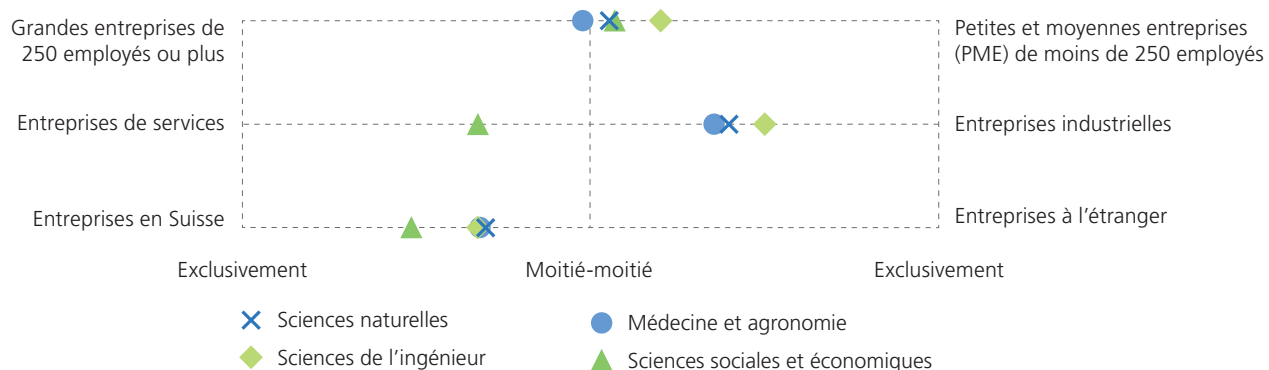 Grandes entreprises de
250 employés ou plus
Petites et moyennes entreprises
(PME) de moins de 250 employés
Entreprises de services
Entreprises industrielles
Entreprises en Suisse
Entreprises à l’étranger
Exclusivement
Moitié-moitié
Exclusivement
Sciences naturelles
Médecine et agronomie
Sciences de l’ingénieur
Sciences sociales et économiques